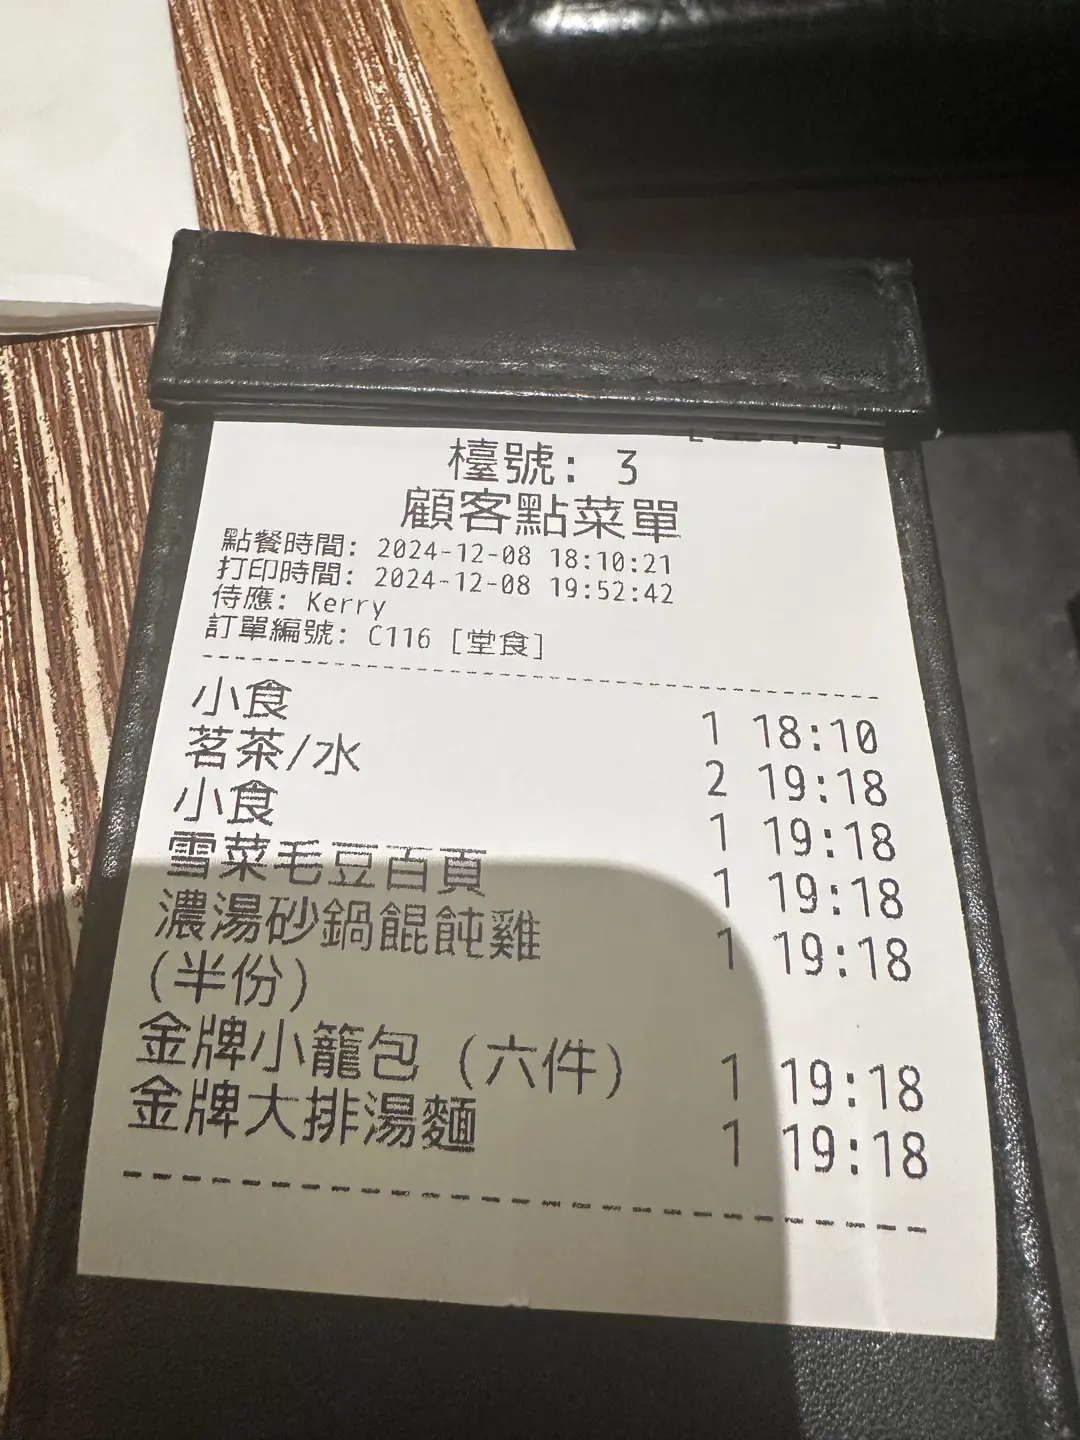 檯號: 3
顧客點菜單
點餐時間: 2024-12-08 18:10:21
打印時間: 2024-12-08 19:52:42
侍應: Kerry
訂單編號: C116 [堂食]
小食 1 18:10
茗茶/水 2 19:18
小食 1 19:18
雪菜毛豆百頁 1 19:18
濃湯砂鍋餛飩雞 1 19:18
(半份)
金牌小籠包 (六件) 1 19:18
金牌大排湯麵 1 19:18